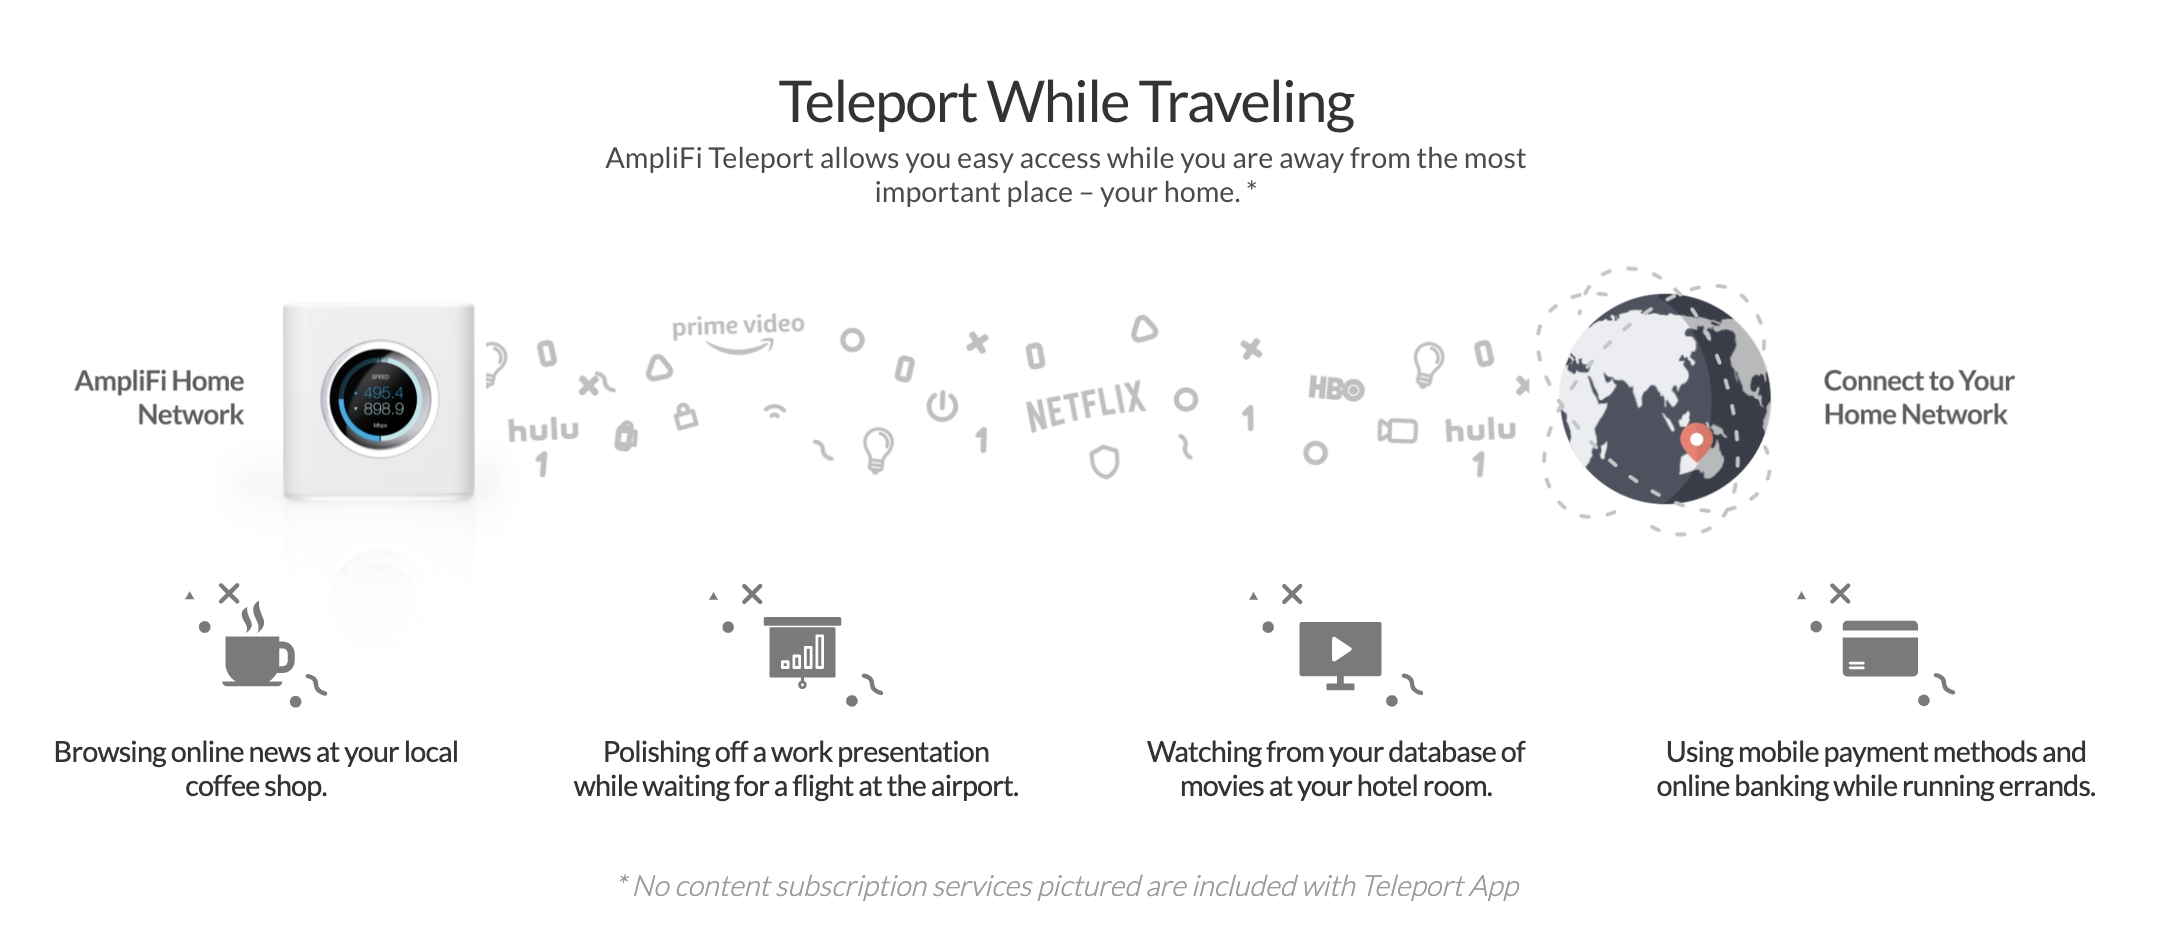 Teleport While Traveling
AmpliFi Teleport allows you easy access while you are away from the most
important place – your home. *
AmpliFi Home
Network
SPEED
495.4
898.9
Mbps
prime video
hulu
1
NETFLIX
1
1
HBO
hulu
1
Connect to Your
Home Network
Browsing online news at your local
coffee shop.
Polishing off a work presentation
while waiting for a flight at the airport.
Watching from your database of
movies at your hotel room.
Using mobile payment methods and
online banking while running errands.
* No content subscription services pictured are included with Teleport App